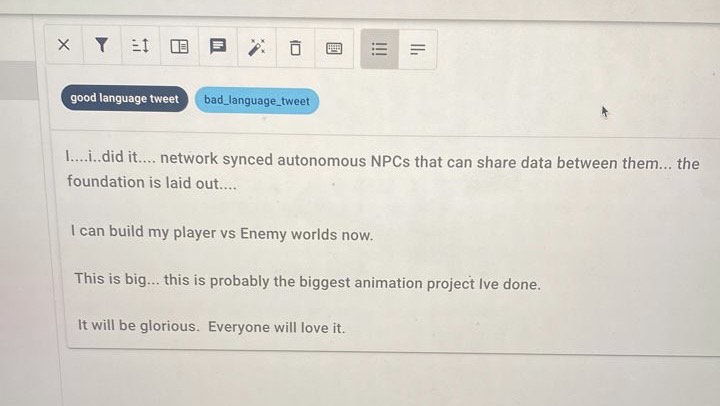 good language tweet
bad_language_tweet
I....i..did it.... network synced autonomous NPCs that can share data between them... the
foundation is laid out....
I can build my player vs Enemy worlds now.
This is big... this is probably the biggest animation project Ive done.
It will be glorious.  Everyone will love it.